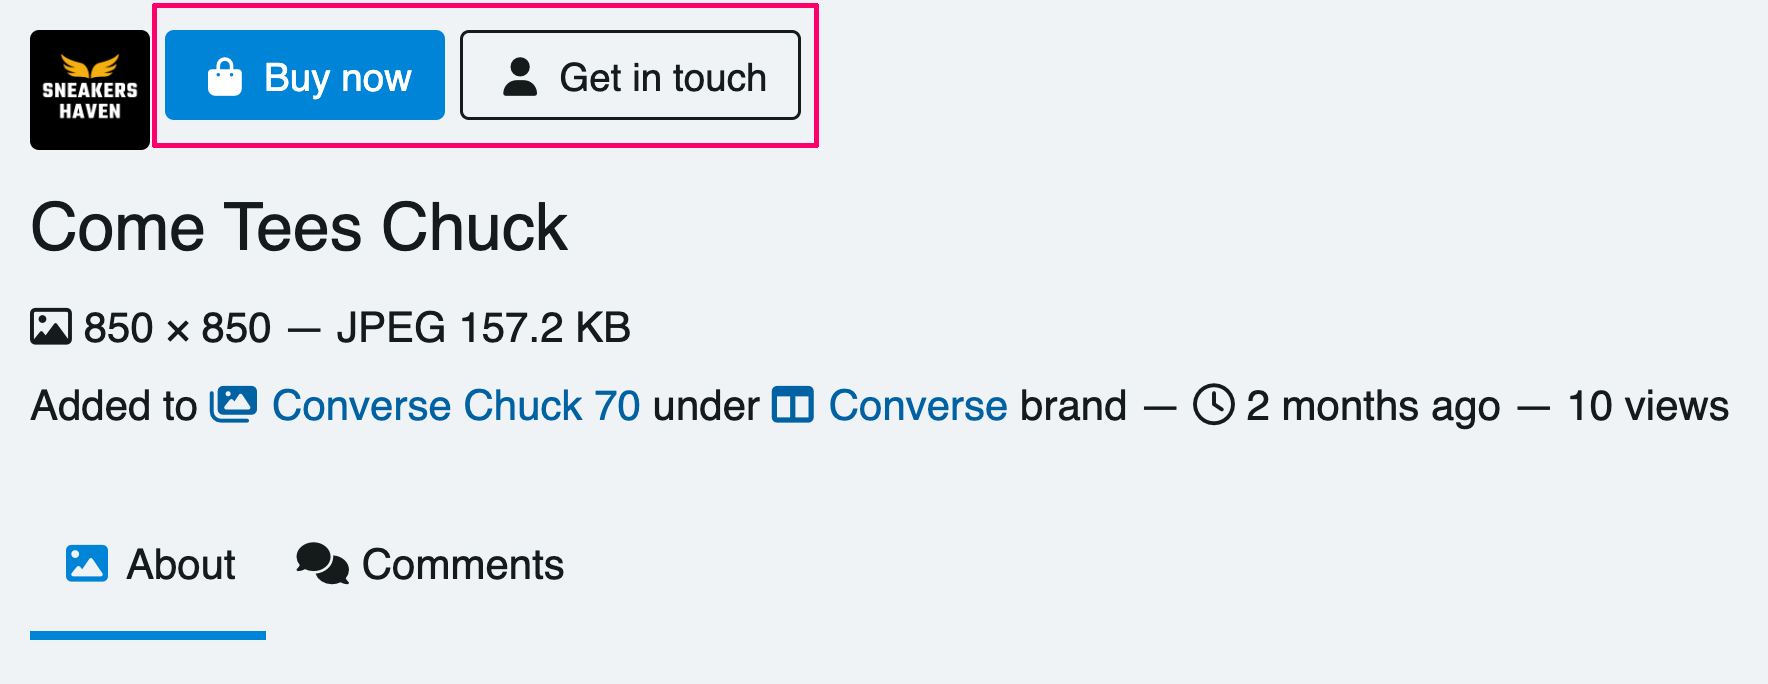 SNEAKERS
HAVEN
Buy now
Get in touch
Come Tees Chuck
850 × 850 — JPEG 157.2 KB
Added to Converse Chuck 70 under Converse brand — 2 months ago — 10 views
About
Comments